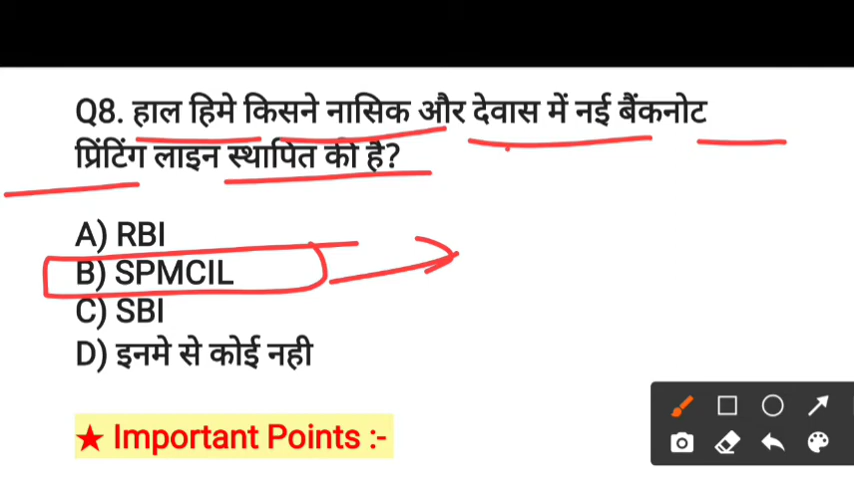 Q8. हाल हिमे किसने नासिक और देवास में नई बैंकनोट
प्रिंटिंग लाइन स्थापित की है?
A) RBI
B) SPMCIL
C) SBI
D) इनमे से कोई नही
★ Important Points :-